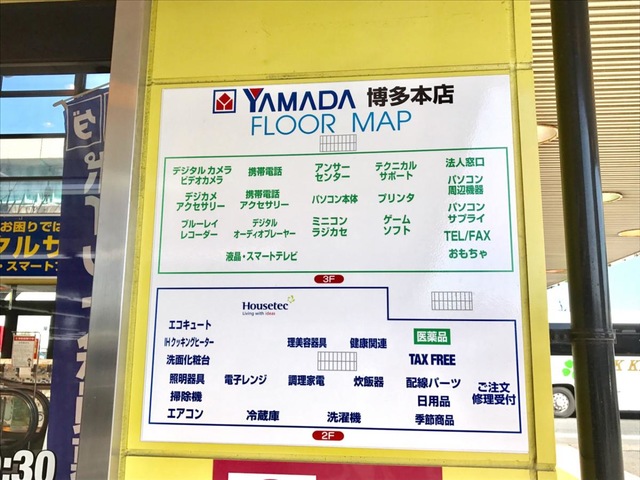 YAMADA 博多本店
FLOOR MAP
デジタルカメラ
ビデオカメラ
携帯電話
アンサー
センター
テクニカル
サポート
法人窓口
デジカメ
アクセサリー
携帯電話
アクセサリー
パソコン本体
プリンタ
パソコン
周辺機器
ブルーレイ
レコーダー
デジタル
オーディオプレーヤー
ミニコン
ラジカセ
ゲーム
ソフト
パソコン
サプライ
TEL/FAX
液晶・スマートテレビ
おもちゃ
3F
Housetec
Living with ideas
エコキュート
IHクッキングヒーター
理美容器具
健康関連
医薬品
洗面化粧台
TAX FREE
照明器具
電子レンジ
調理家電
炊飯器
配線パーツ
ご注文
修理受付
掃除機
日用品
エアコン
冷蔵庫
洗濯機
季節商品
2F
お困りでは
・スマート
:30